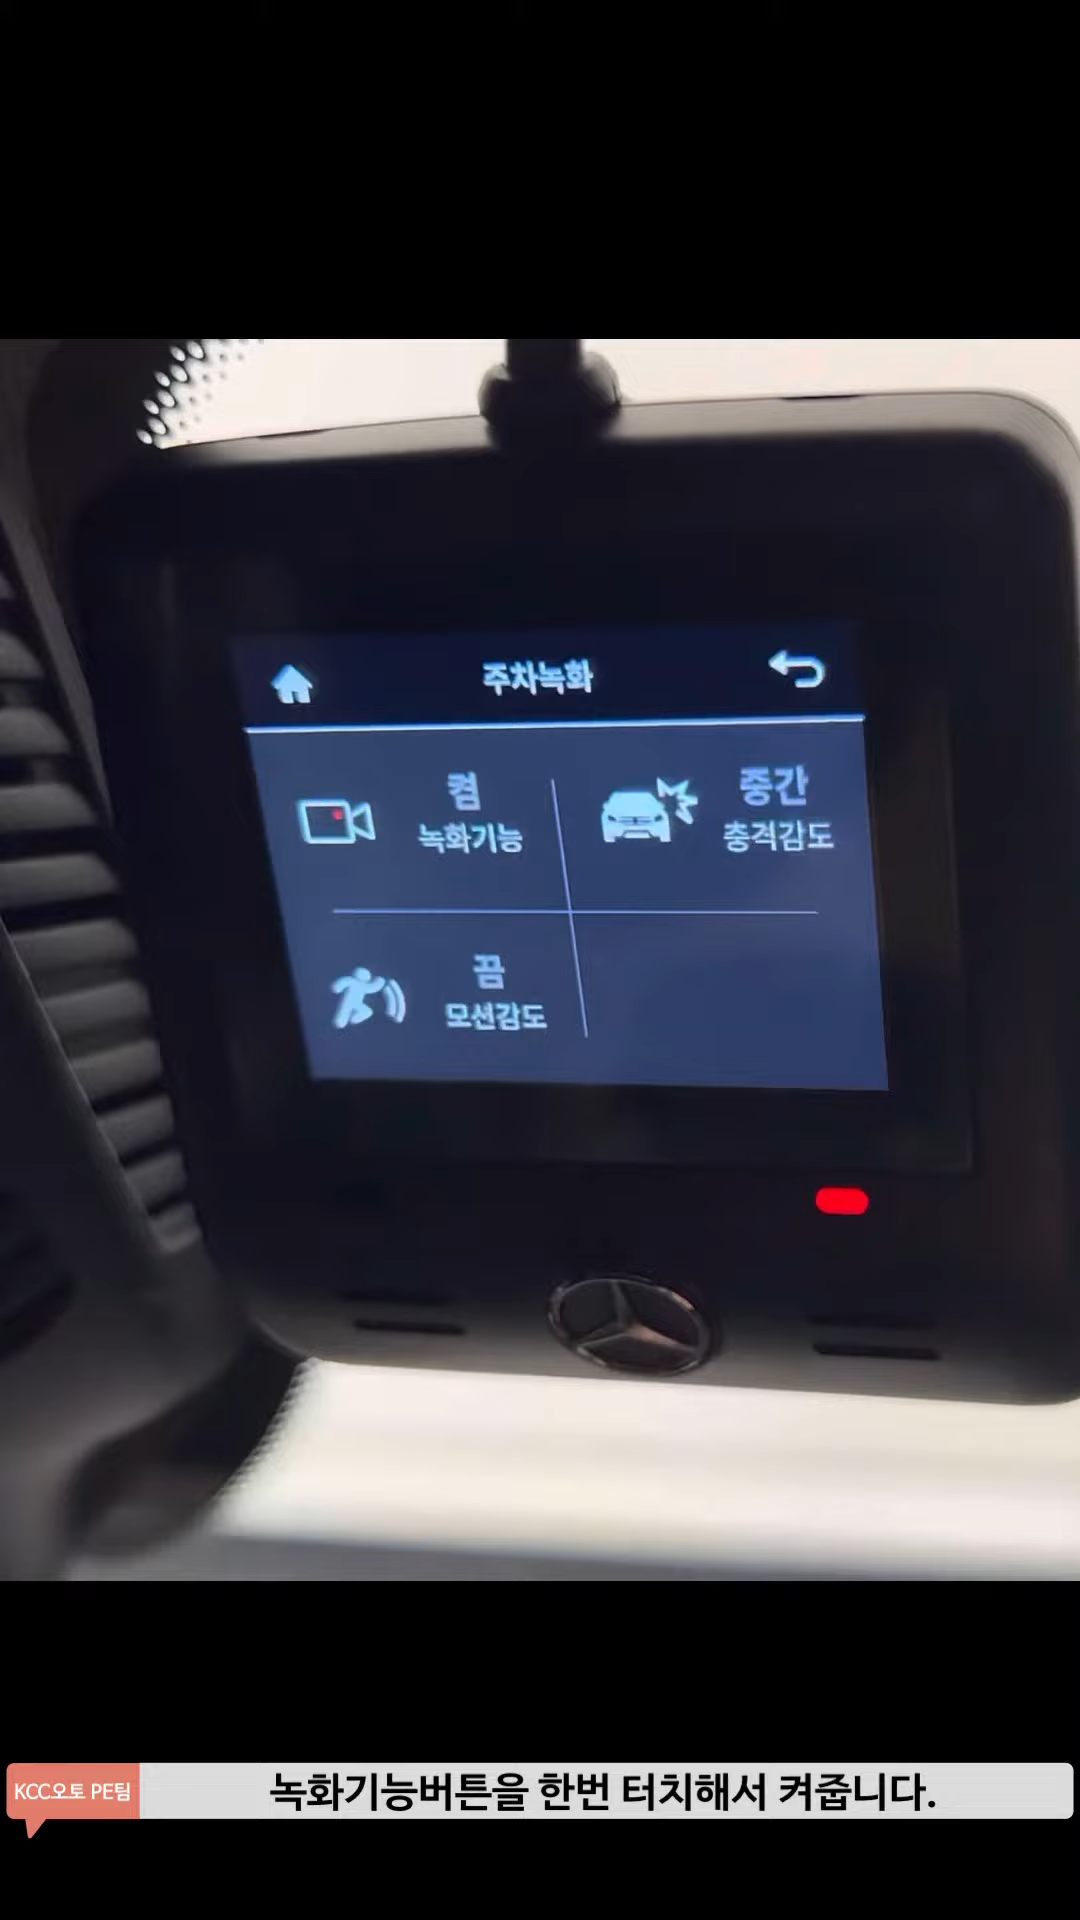 주차녹화
켬
녹화기능
중간
충격감도
끔
모션감도
KCC오토 PE팀
녹화기능버튼을 한번 터치해서 켜줍니다.